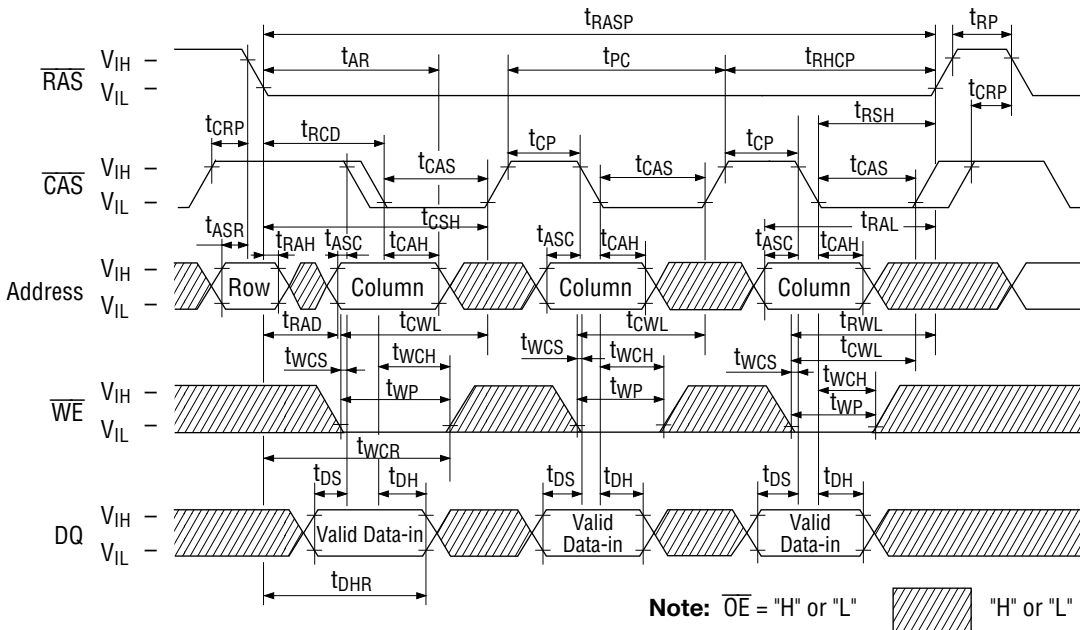 tRASP tRP
tAR tPC tRHCP
RAS VIH
VIL
tCRP
tCRP tRCD tRSH
tCP tCP
CAS VIH
VIL
tCAS tCAS tCAS
tCSH tRAL
tASR tRAH tASC tCAH tASC tCAH tASC tCAH
Address VIH
VIL
Row Column Column Column
tRAD tCWL tCWL tRWL
tWCS tWCH tWCS tWCH tWCS tCWL
tWCH
tWP tWP tWP
WE VIH
VIL
tWCR
tDS tDH tDS tDH tDS tDH
DQ VIH
VIL
Valid Data-in Valid Data-in Valid Data-in
tDHR
Note: OE = "H" or "L" "H" or "L"